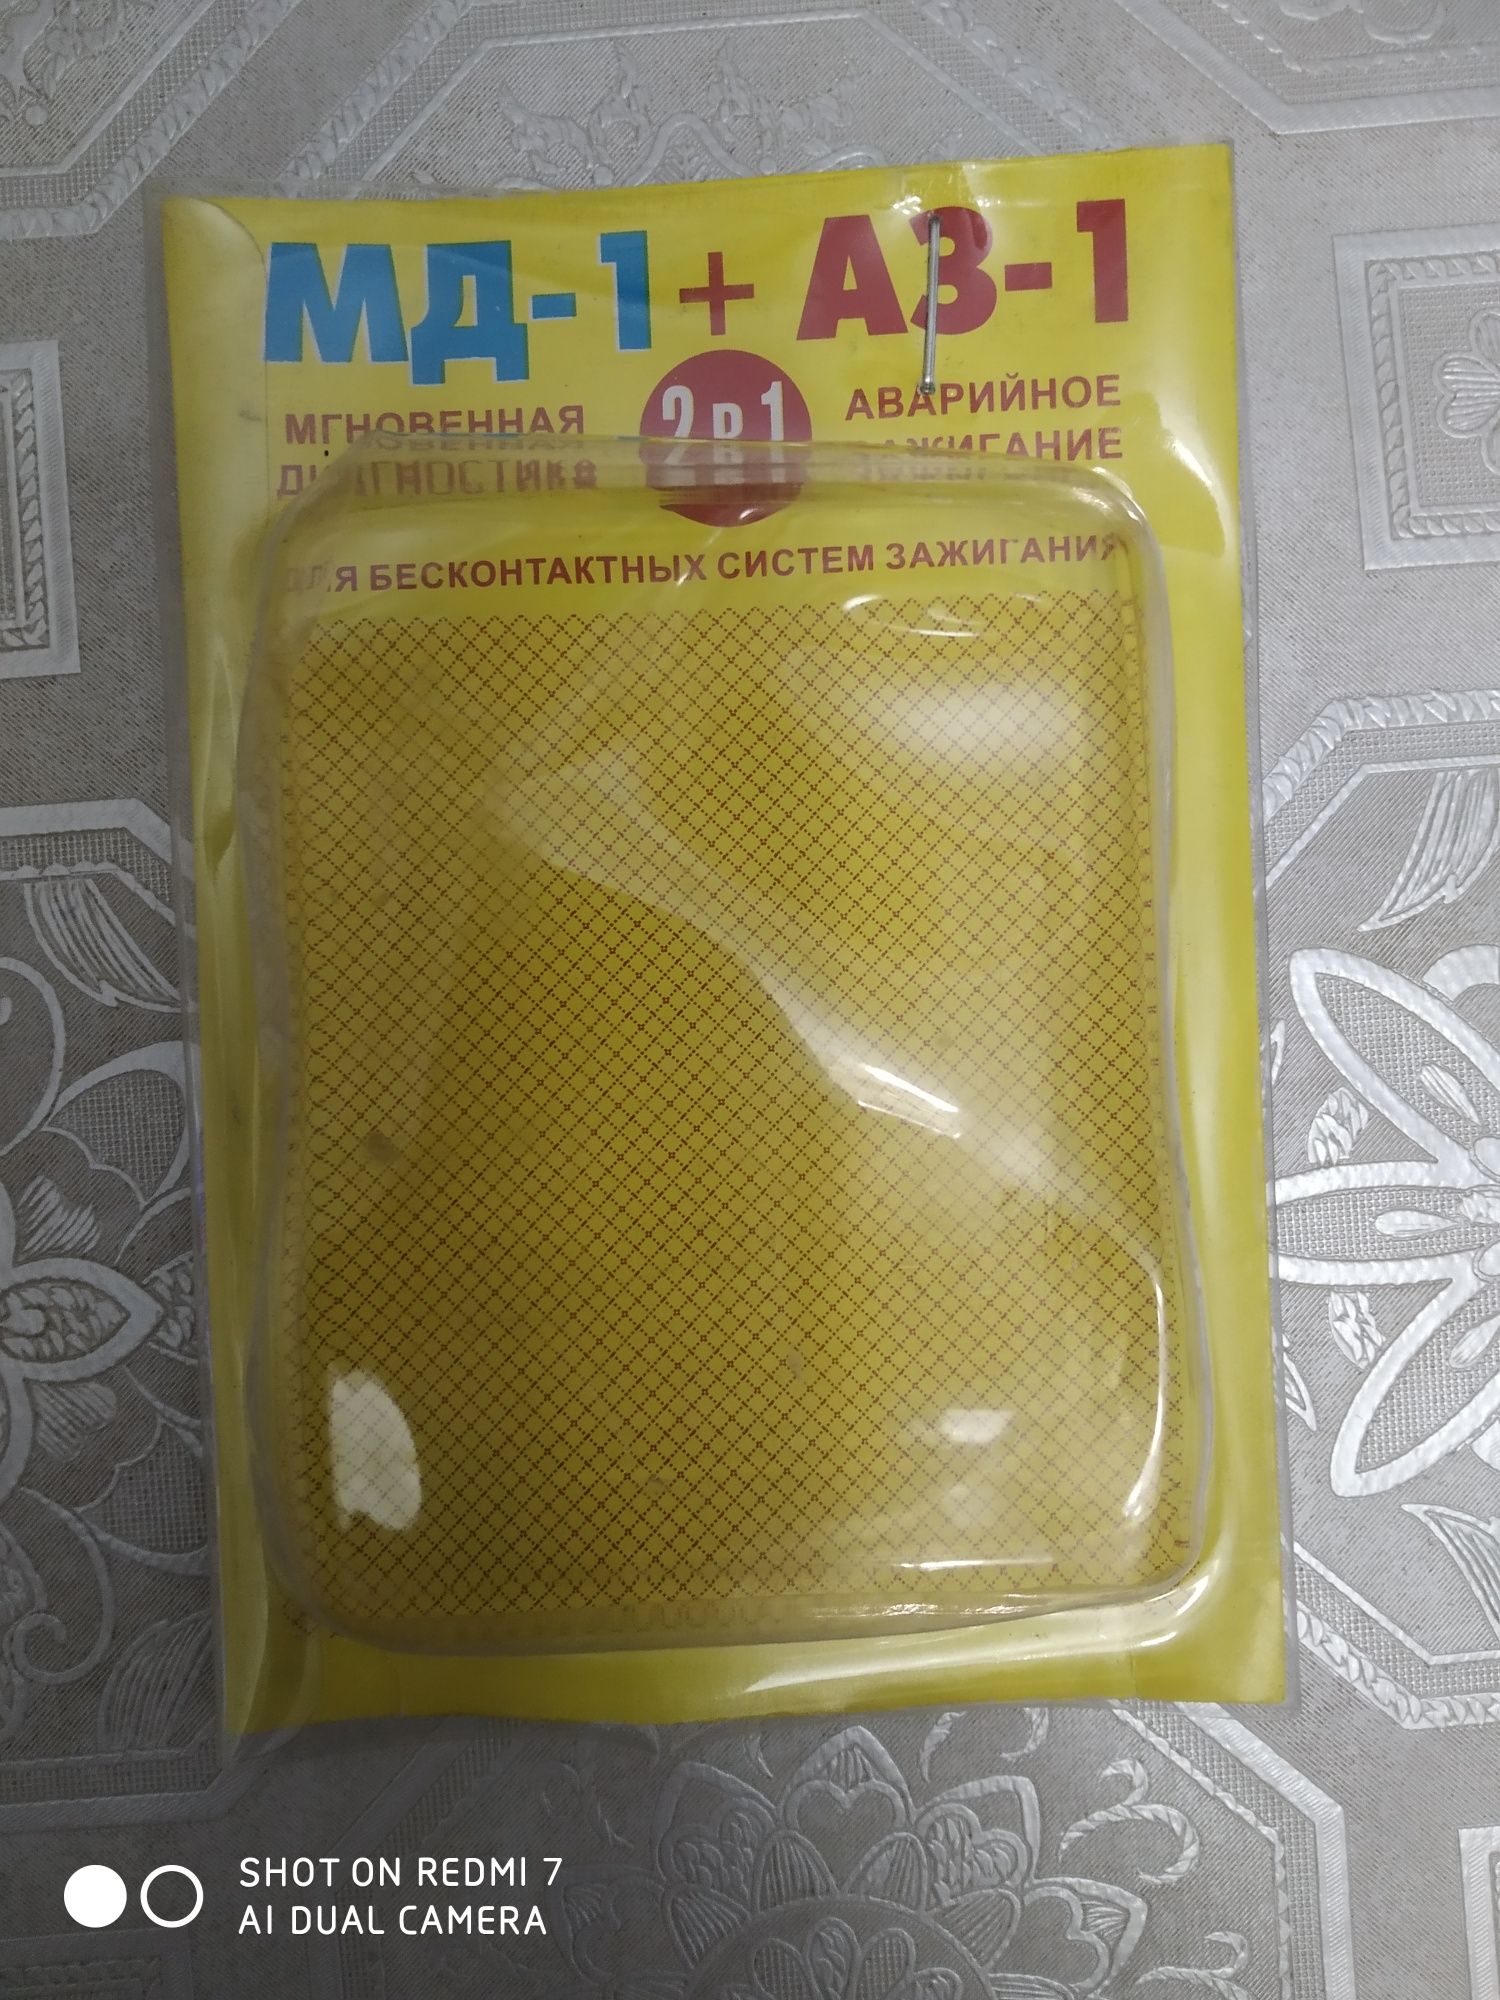 МД-1 + АЗ-1
МГНОВЕННАЯ 2 В 1 АВАРИЙНОЕ
ДИАГНОСТИКА ЗАЖИГАНИЕ
ДЛЯ БЕСКОНТАКТНЫХ СИСТЕМ ЗАЖИГАНИЯ
SHOT ON REDMI 7
AI DUAL CAMERA